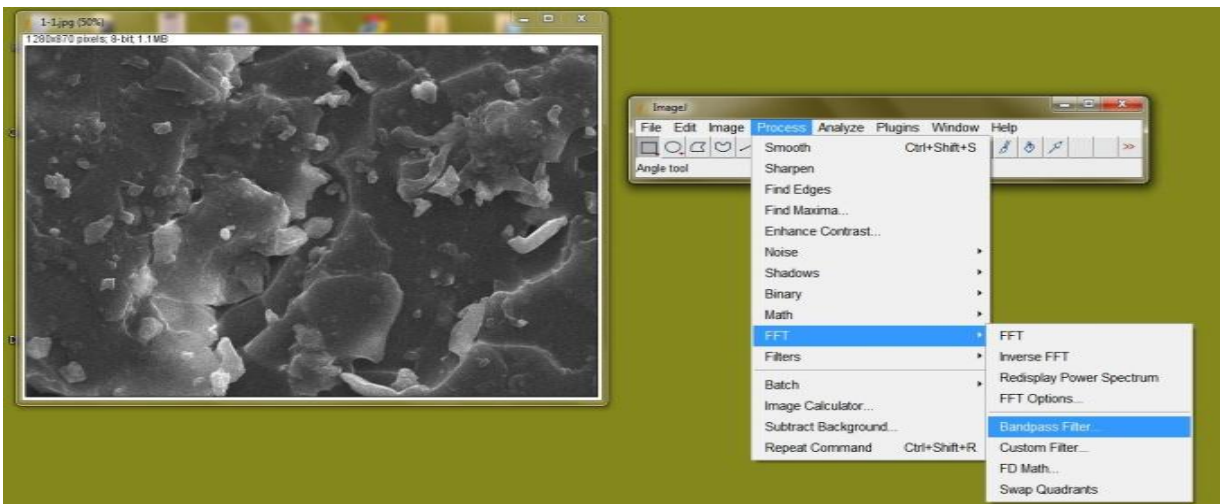 1-1.jpg (50%)
1280x870 pixels; 8-bit; 1.1MB
ImageJ
File Edit Image Process Analyze Plugins Window Help
Angle tool
Smooth Ctrl+Shift+S
Sharpen
Find Edges
Find Maxima...
Enhance Contrast...
Noise
Shadows
Binary
Math
FFT
Filters
Batch
Image Calculator...
Subtract Background...
Repeat Command Ctrl+Shift+R
FFT
Inverse FFT
Redisplay Power Spectrum
FFT Options...
Bandpass Filter...
Custom Filter...
FD Math...
Swap Quadrants